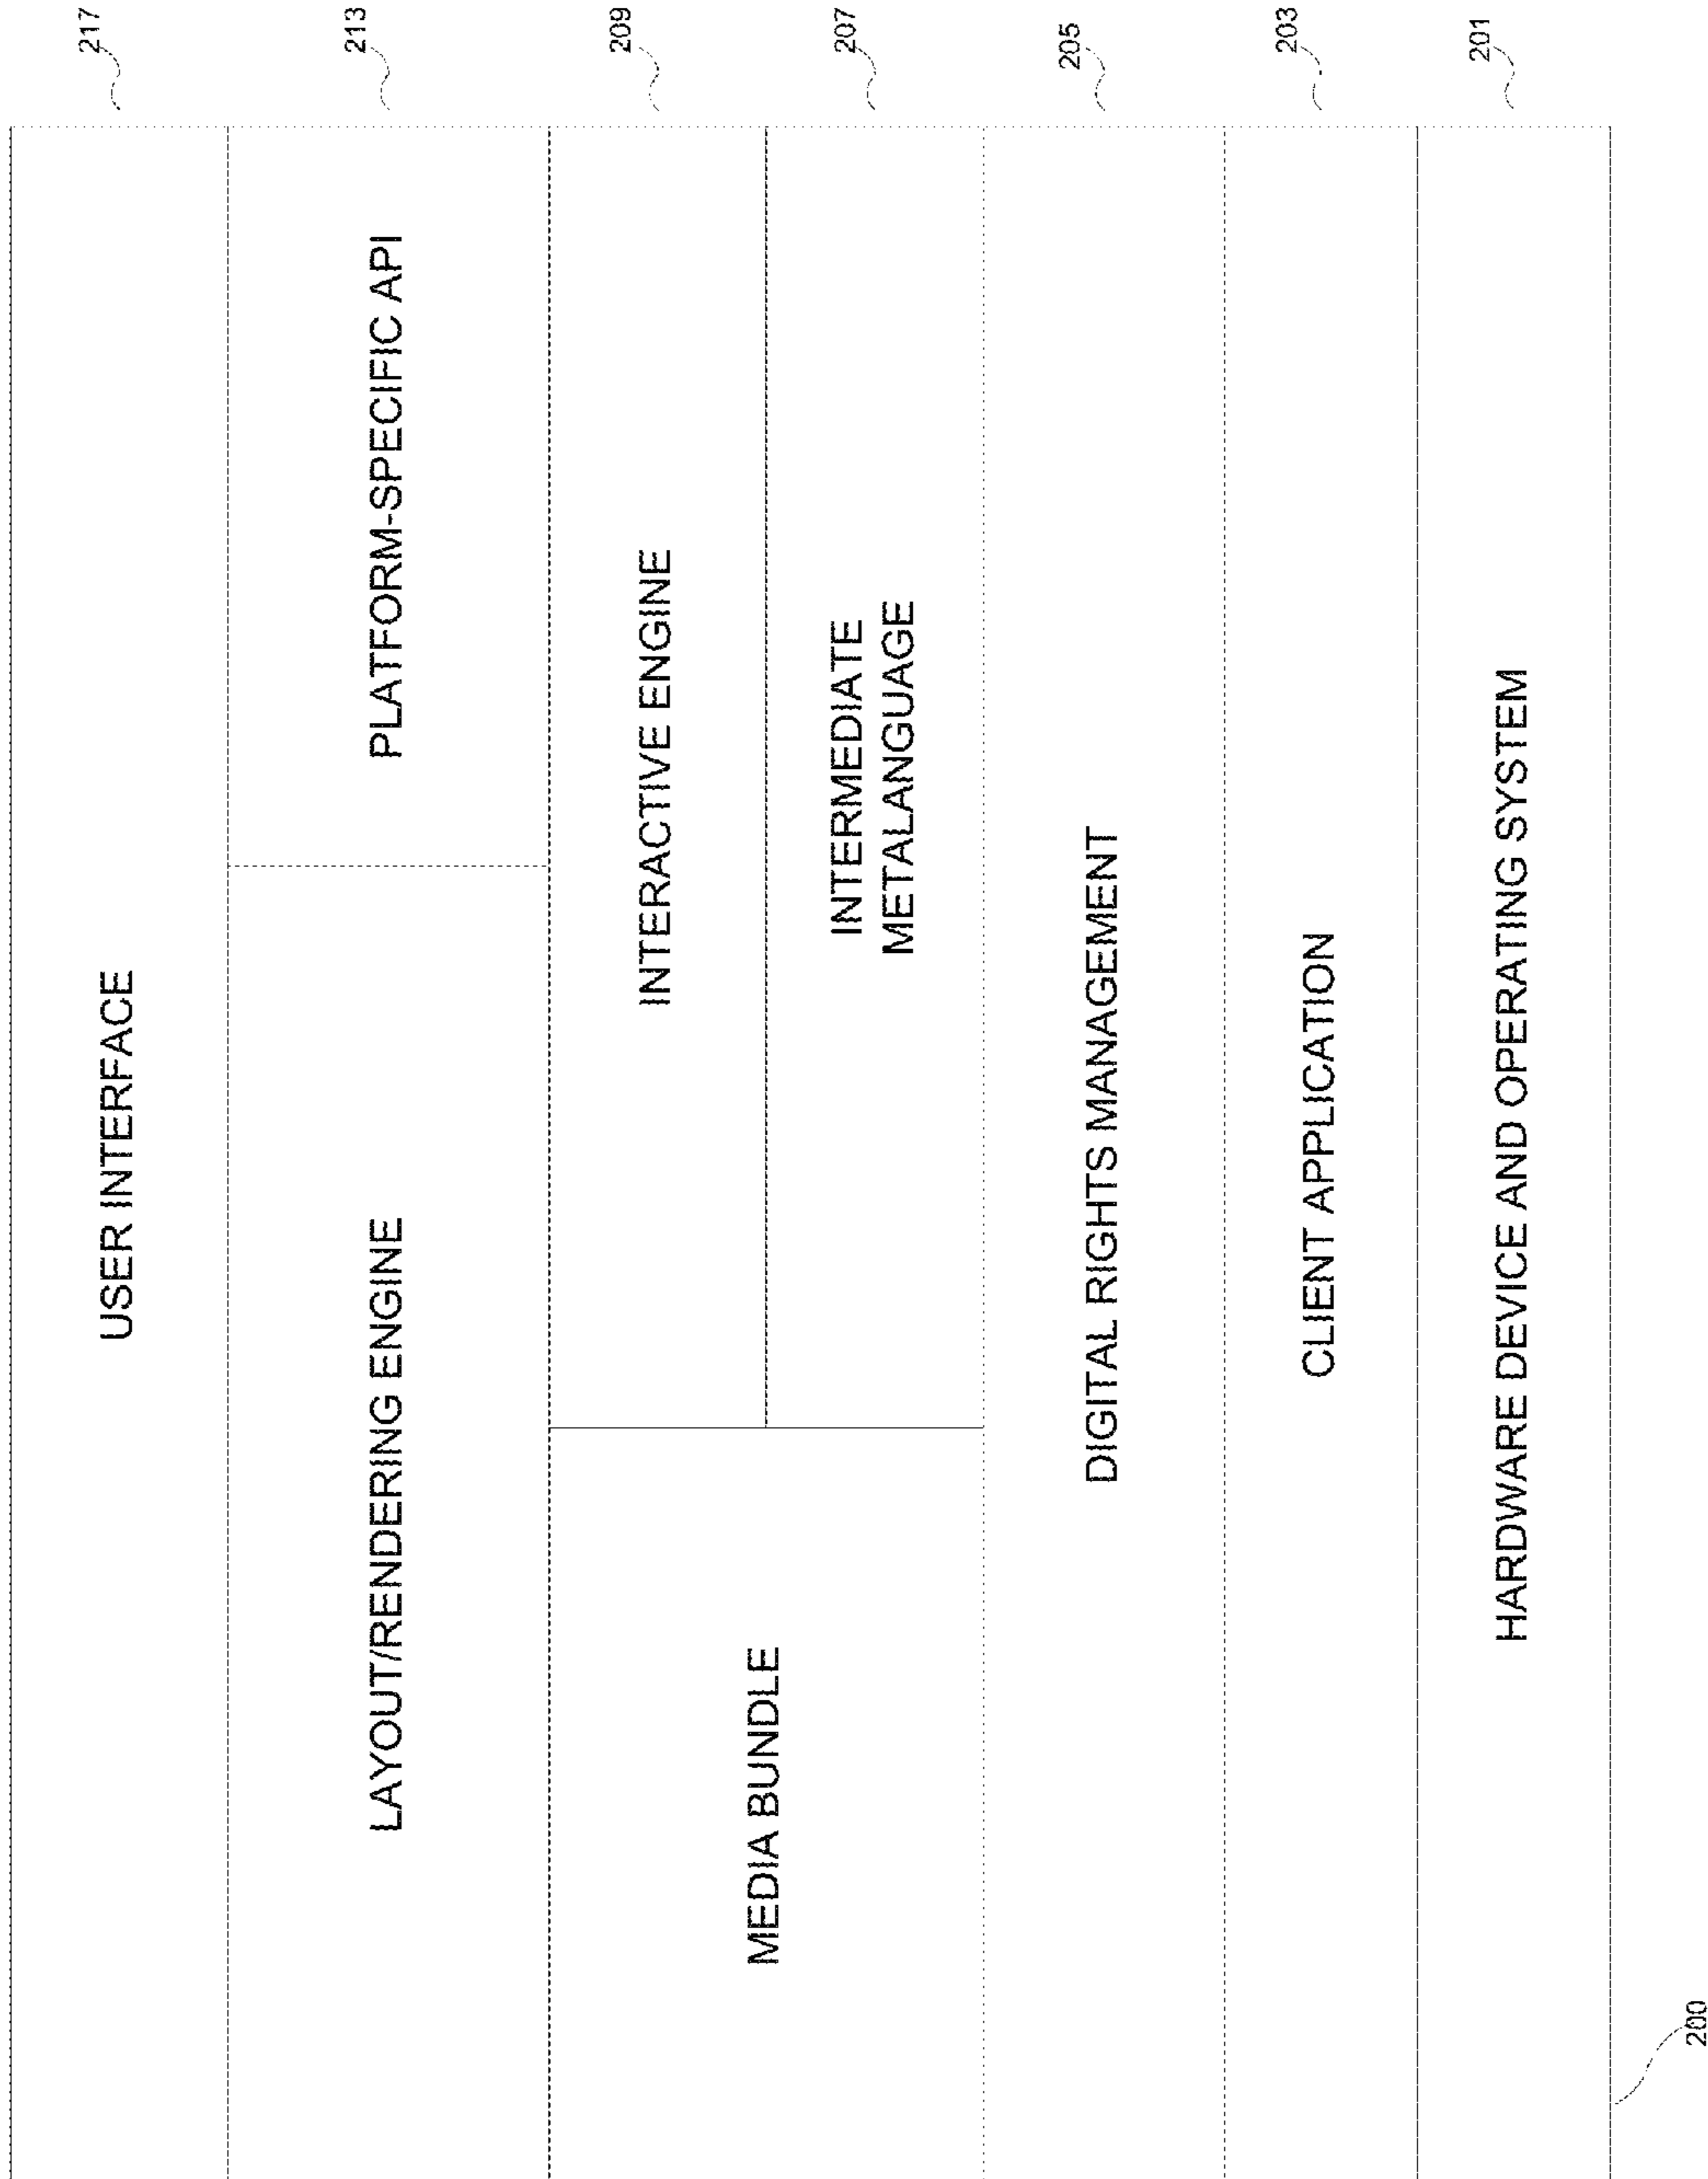 USER INTERFACE
217
LAYOUT/RENDERING ENGINE
PLATFORM-SPECIFIC API
213
MEDIA BUNDLE
INTERACTIVE ENGINE
209
INTERMEDIATE
METALANGUAGE
207
DIGITAL RIGHTS MANAGEMENT
205
CLIENT APPLICATION
203
HARDWARE DEVICE AND OPERATING SYSTEM
201
200